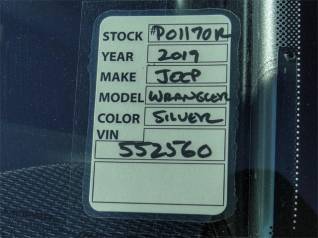 STOCK #P01170R
YEAR 2019
MAKE JEEP
MODEL WRANGLER
COLOR SILVER
VIN
552560